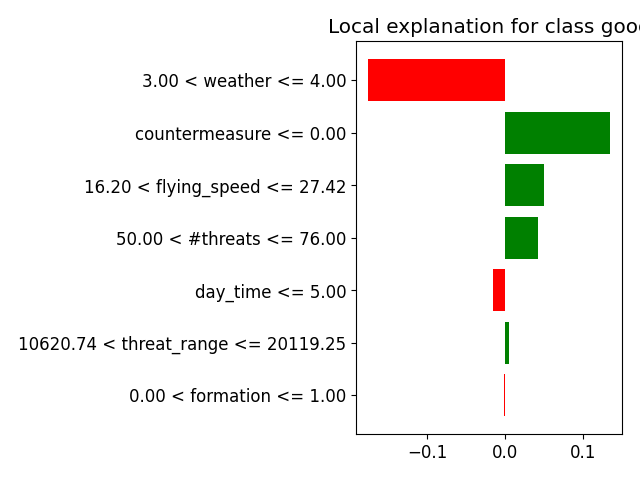 Local explanation for class goo
3.00 < weather <= 4.00
countermeasure <= 0.00
16.20 < flying_speed <= 27.42
50.00 < #threats <= 76.00
day_time <= 5.00
10620.74 < threat_range <= 20119.25
0.00 < formation <= 1.00
−0.1 0.0 0.1